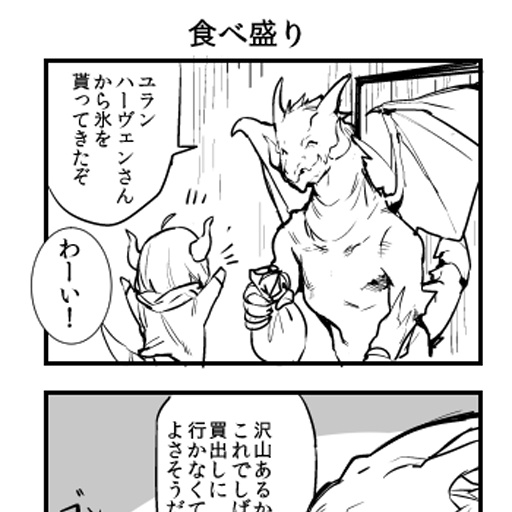 食べ盛り
ユラン
ハーヴェンさん
から氷を
貰ってきたぞ
わーい！
沢山あるか
これでしば
買出しに
行かなくて
よさそうだ